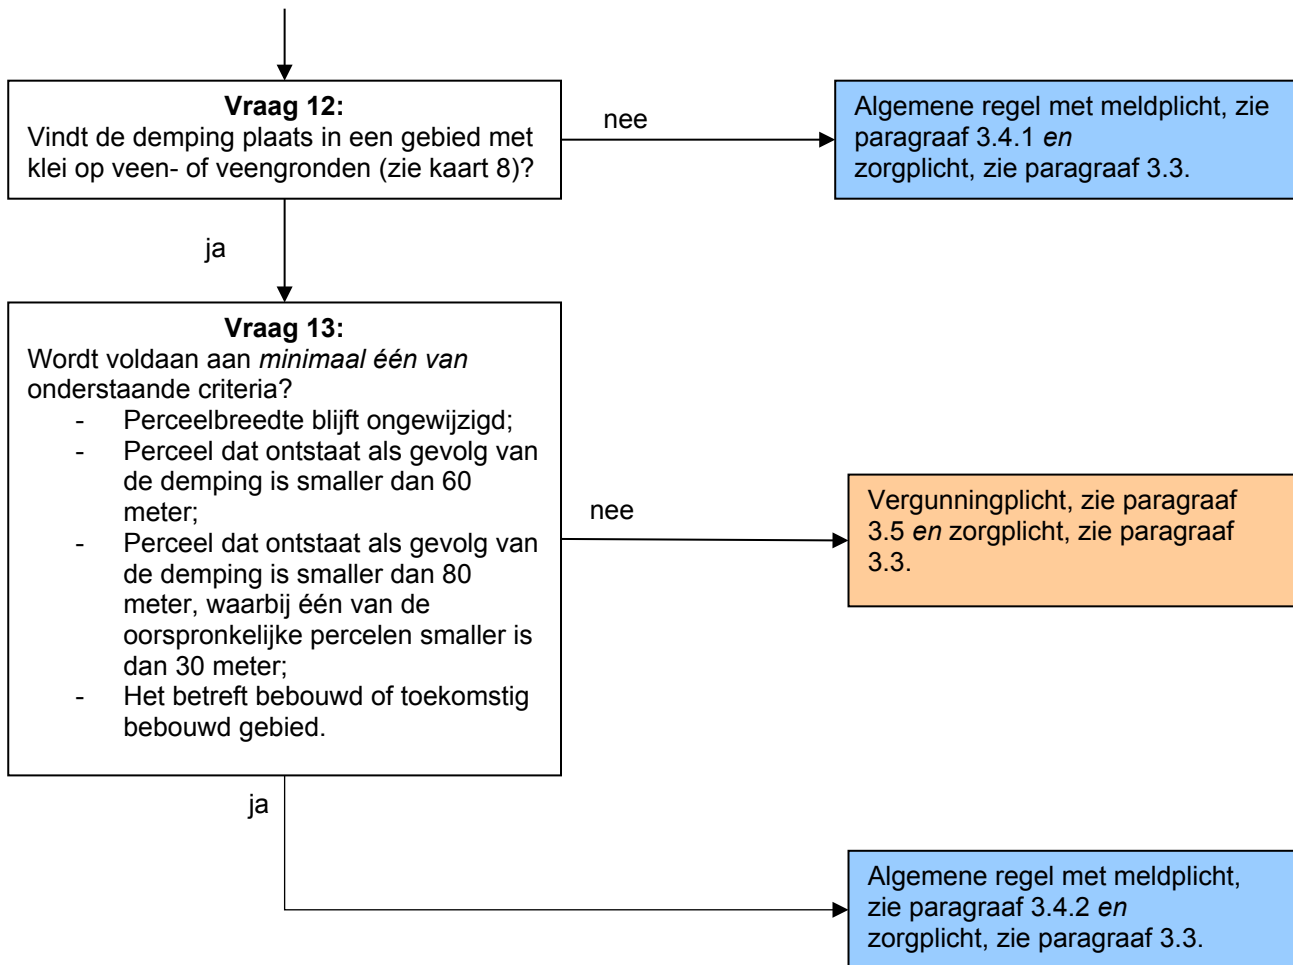 Vraag 12:
Vindt de demping plaats in een gebied met
klei op veen- of veengronden (zie kaart 8)?
nee
Algemene regel met meldplicht, zie
paragraaf 3.4.1 en
zorgplicht, zie paragraaf 3.3.
ja
Vraag 13:
Wordt voldaan aan minimaal één van
onderstaande criteria?
- Perceelbreedte blijft ongewijzigd;
- Perceel dat ontstaat als gevolg van
de demping is smaller dan 60
meter;
- Perceel dat ontstaat als gevolg van
de demping is smaller dan 80
meter, waarbij één van de
oorspronkelijke percelen smaller is
dan 30 meter;
- Het betreft bebouwd of toekomstig
bebouwd gebied.
nee
Vergunningplicht, zie paragraaf
3.5 en zorgplicht, zie paragraaf
3.3.
ja
Algemene regel met meldplicht,
zie paragraaf 3.4.2 en
zorgplicht, zie paragraaf 3.3.